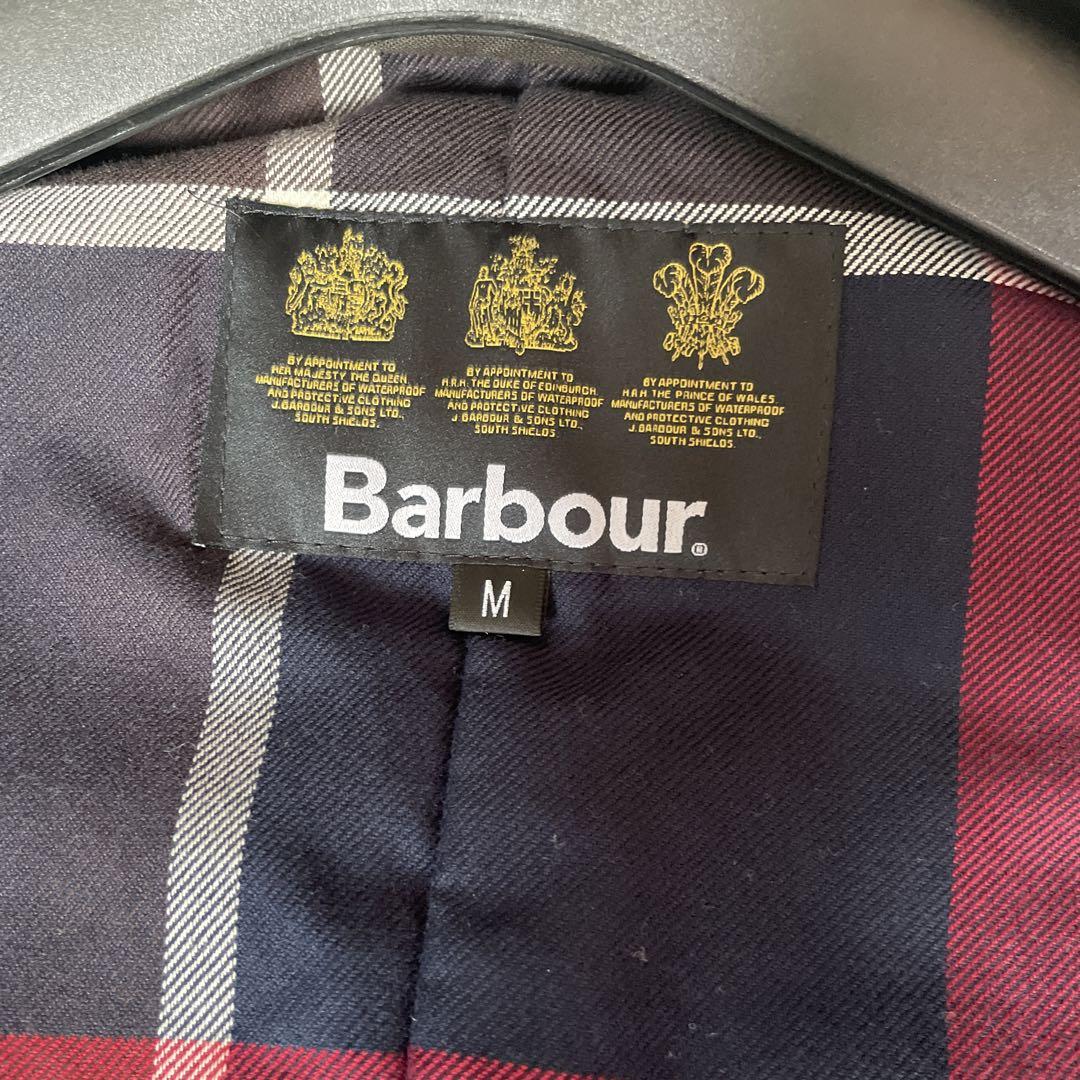 BY APPOINTMENT TO
HER MAJESTY THE QUEEN
MANUFACTURERS OF WATERPROOF
AND PROTECTIVE CLOTHING
J.BARBOUR & SONS LTD.,
SOUTH SHIELDS.
BY APPOINTMENT TO
H.R.H. THE DUKE OF EDINBURGH
MANUFACTURERS OF WATERPROOF
AND PROTECTIVE CLOTHING
J.BARBOUR & SONS LTD.,
SOUTH SHIELDS.
BY APPOINTMENT TO
H.R.H THE PRINCE OF WALES
MANUFACTURERS OF WATERPROOF
AND PROTECTIVE CLOTHING
J.BARBOUR & SONS LTD.,
SOUTH SHIELDS.
Barbour®
M